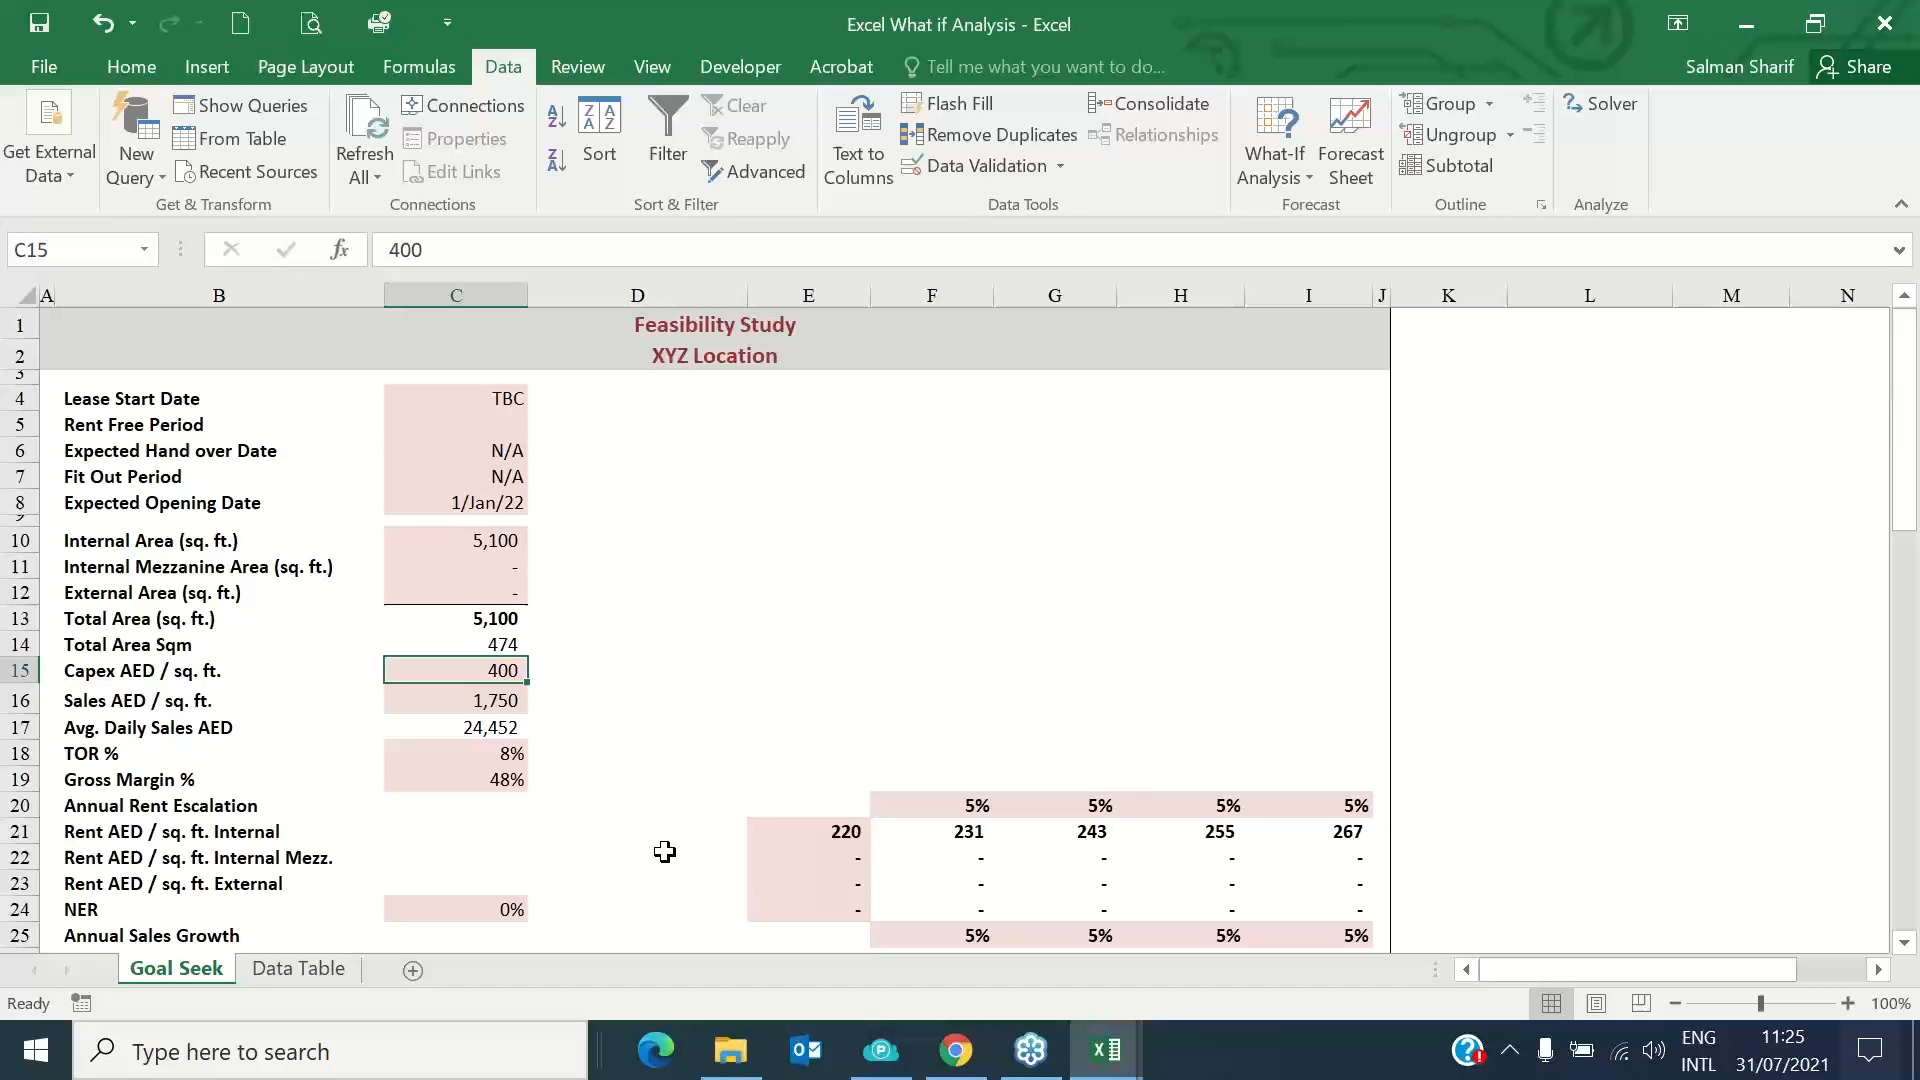 Excel What if Analysis - Excel
File Home Insert Page Layout Formulas Data Review View Developer Acrobat Tell me what you want to do... Salman Sharif Share
Get External Data
New Query
Show Queries
From Table
Recent Sources
Get & Transform
Refresh All
Connections
Properties
Edit Links
Connections
Sort
Filter
Clear
Reapply
Advanced
Sort & Filter
Text to Columns
Flash Fill
Remove Duplicates
Data Validation
Consolidate
Relationships
Data Tools
What-If Analysis
Forecast Sheet
Forecast
Group
Ungroup
Subtotal
Outline
Solver
Analyze
C15 fx 400
A B C D E F G H I J K L M N
1 Feasibility Study
2 XYZ Location
3
4 Lease Start Date TBC
5 Rent Free Period
6 Expected Hand over Date N/A
7 Fit Out Period N/A
8 Expected Opening Date 1/Jan/22
9
10 Internal Area (sq. ft.) 5,100
11 Internal Mezzanine Area (sq. ft.) -
12 External Area (sq. ft.) -
13 Total Area (sq. ft.) 5,100
14 Total Area Sqm 474
15 Capex AED / sq. ft. 400
16 Sales AED / sq. ft. 1,750
17 Avg. Daily Sales AED 24,452
18 TOR % 8%
19 Gross Margin % 48%
20 Annual Rent Escalation 5% 5% 5% 5%
21 Rent AED / sq. ft. Internal 220 231 243 255 267
22 Rent AED / sq. ft. Internal Mezz. - - - - -
23 Rent AED / sq. ft. External - - - - -
24 NER 0% - - - - -
25 Annual Sales Growth 5% 5% 5% 5%
Goal Seek Data Table
Ready 100%
Type here to search
ENG 11:25
INTL 31/07/2021